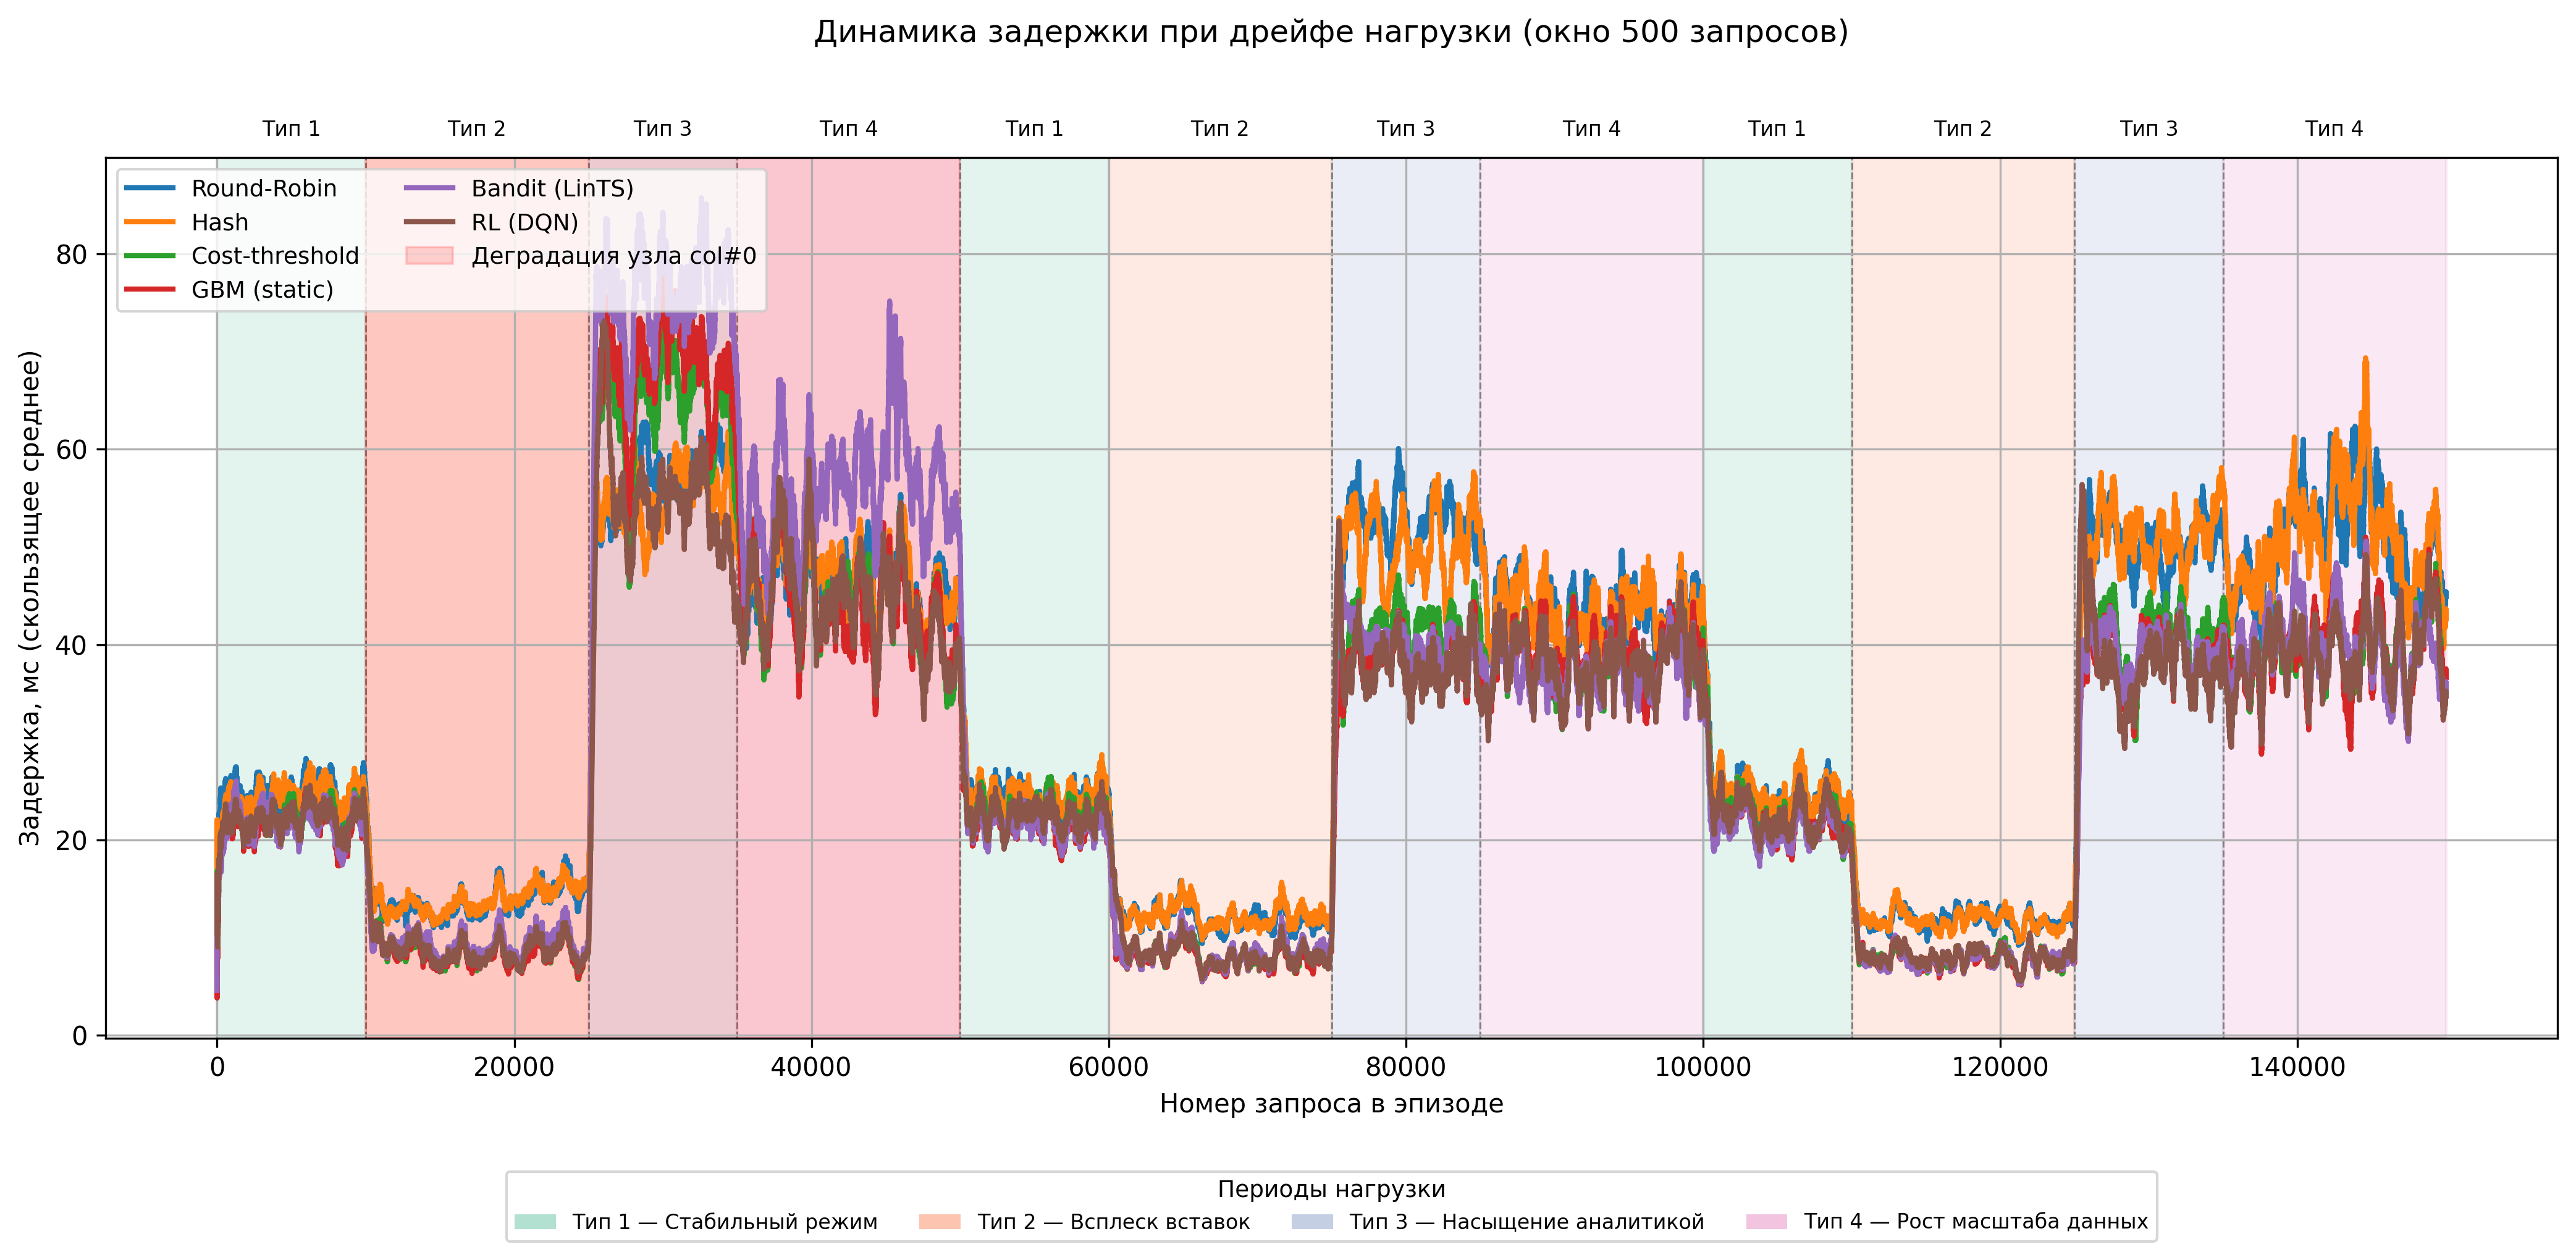 Динамика задержки при дрейфе нагрузки (окно 500 запросов)
Тип 1 Тип 2 Тип 3 Тип 4 Тип 1 Тип 2 Тип 3 Тип 4 Тип 1 Тип 2 Тип 3 Тип 4
Round-Robin Bandit (LinTS)
Hash RL (DQN)
Cost-threshold Деградация узла col#0
GBM (static)
Задержка, мс (скользящее среднее)
80
60
40
20
0
0 20000 40000 60000 80000 100000 120000 140000
Номер запроса в эпизоде
Периоды нагрузки
Тип 1 — Стабильный режим Тип 2 — Всплеск вставок Тип 3 — Насыщение аналитикой Тип 4 — Рост масштаба данных